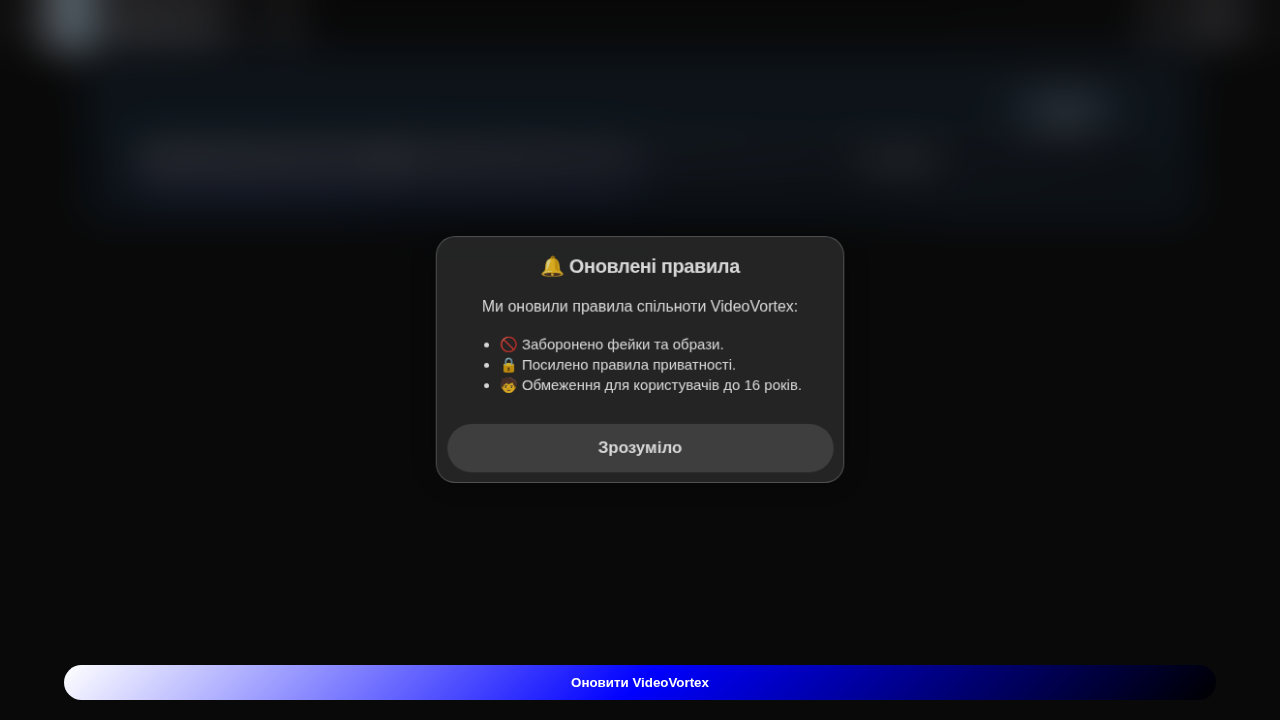 🔔 Оновлені правила
Ми оновили правила спільноти VideoVortex:
• 🚫 Заборонено фейки та образи.
• 🔒 Посилено правила приватності.
• 🧒 Обмеження для користувачів до 16 років.
Зрозуміло
Оновити VideoVortex